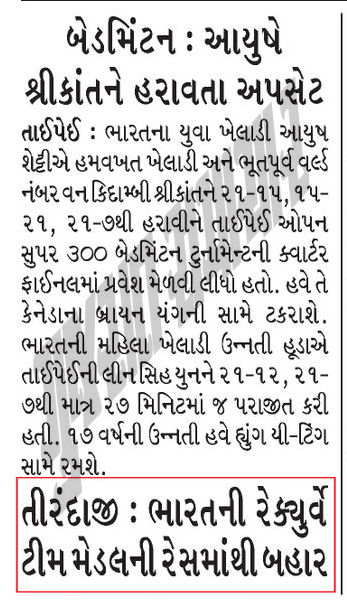 બેડમિંટન : આયુષે
શ્રીકાંતને હરાવતા અપસેટ
તાઈપેઈ : ભારતના યુવા ખેલાડી આયુષ
શેટ્ટીએ હમવખત ખેલાડી અને ભૂતપૂર્વ વર્લ્ડ
નંબર વન કિદામ્બી શ્રીકાંતને ૨૧-૧૫, ૧૫-
૨૧, ૨૧-૭થી હરાવીને તાઈપેઈ ઓપન
સુપર ૩૦૦ બેડમિંટન ટુર્નામેન્ટની ક્વાર્ટર
ફાઈનલમાં પ્રવેશ મેળવી લીધો હતો. હવે તે
કેનેડાના બ્રાયન યંગની સામે ટકરાશે.
ભારતની મહિલા ખેલાડી ઉન્નતી હૂડાએ
તાઈપેઈની લીન સિહ યુનને ૨૧-૧૨, ૨૧-
૭થી માત્ર ૨૭ મિનિટમાં જ પરાજીત કરી
હતી. ૧૭ વર્ષની ઉન્નતી હવે હ્યુંગ યી-ટિંગ
સામે રમશે.
તીરંદાજી : ભારતની રેક્યુર્વે
ટીમ મેડલની રેસમાંથી બહાર